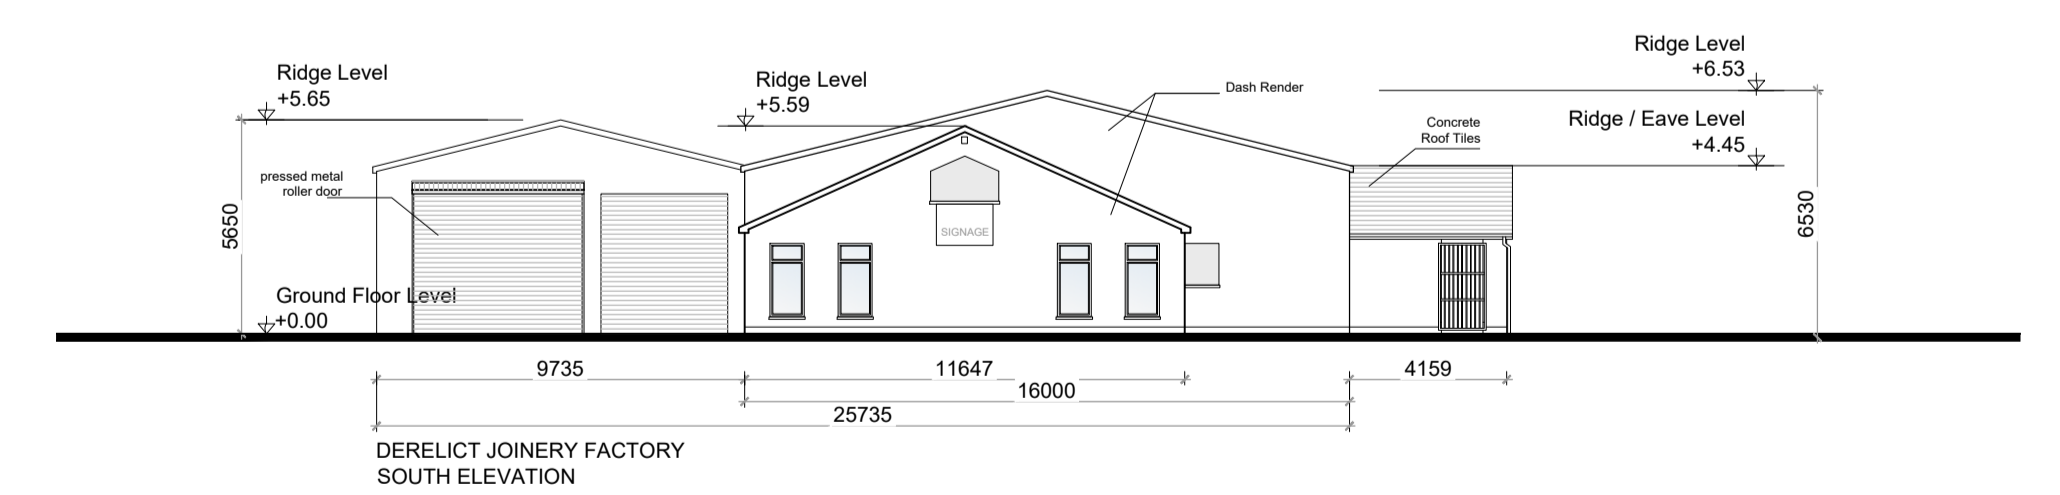 Ridge Level
+5.65
Ridge Level
+5.59
Dash Render
Ridge Level
+6.53
Concrete
Roof Tiles
Ridge / Eave Level
+4.45
pressed metal
roller door
5650
SIGNAGE
6530
Ground Floor Level
+0.00
9735
11647
4159
16000
25735
DERELICT JOINERY FACTORY
SOUTH ELEVATION